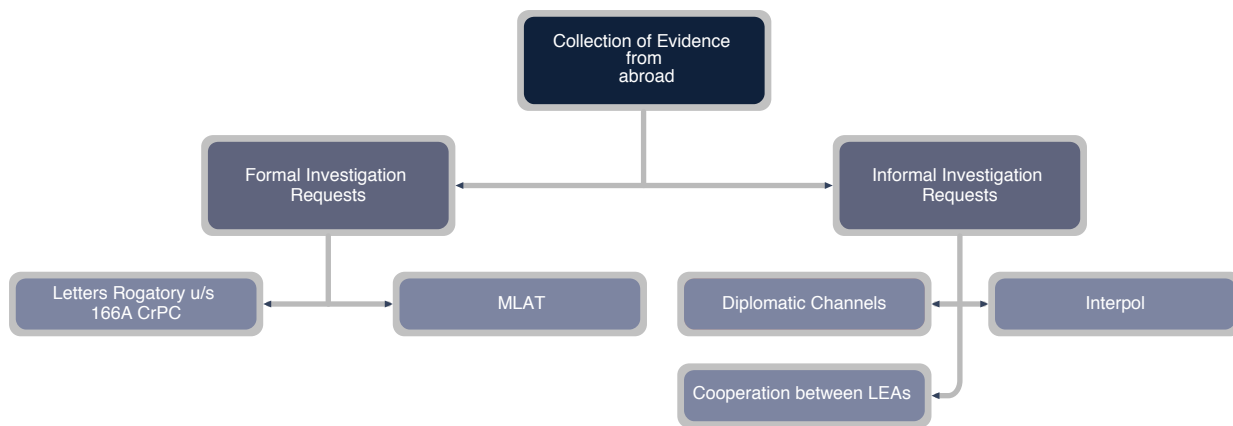 Collection of Evidence
from
abroad
Formal Investigation
Requests
Informal Investigation
Requests
Letters Rogatory u/s
166A CrPC
MLAT
Diplomatic Channels
Interpol
Cooperation between LEAs